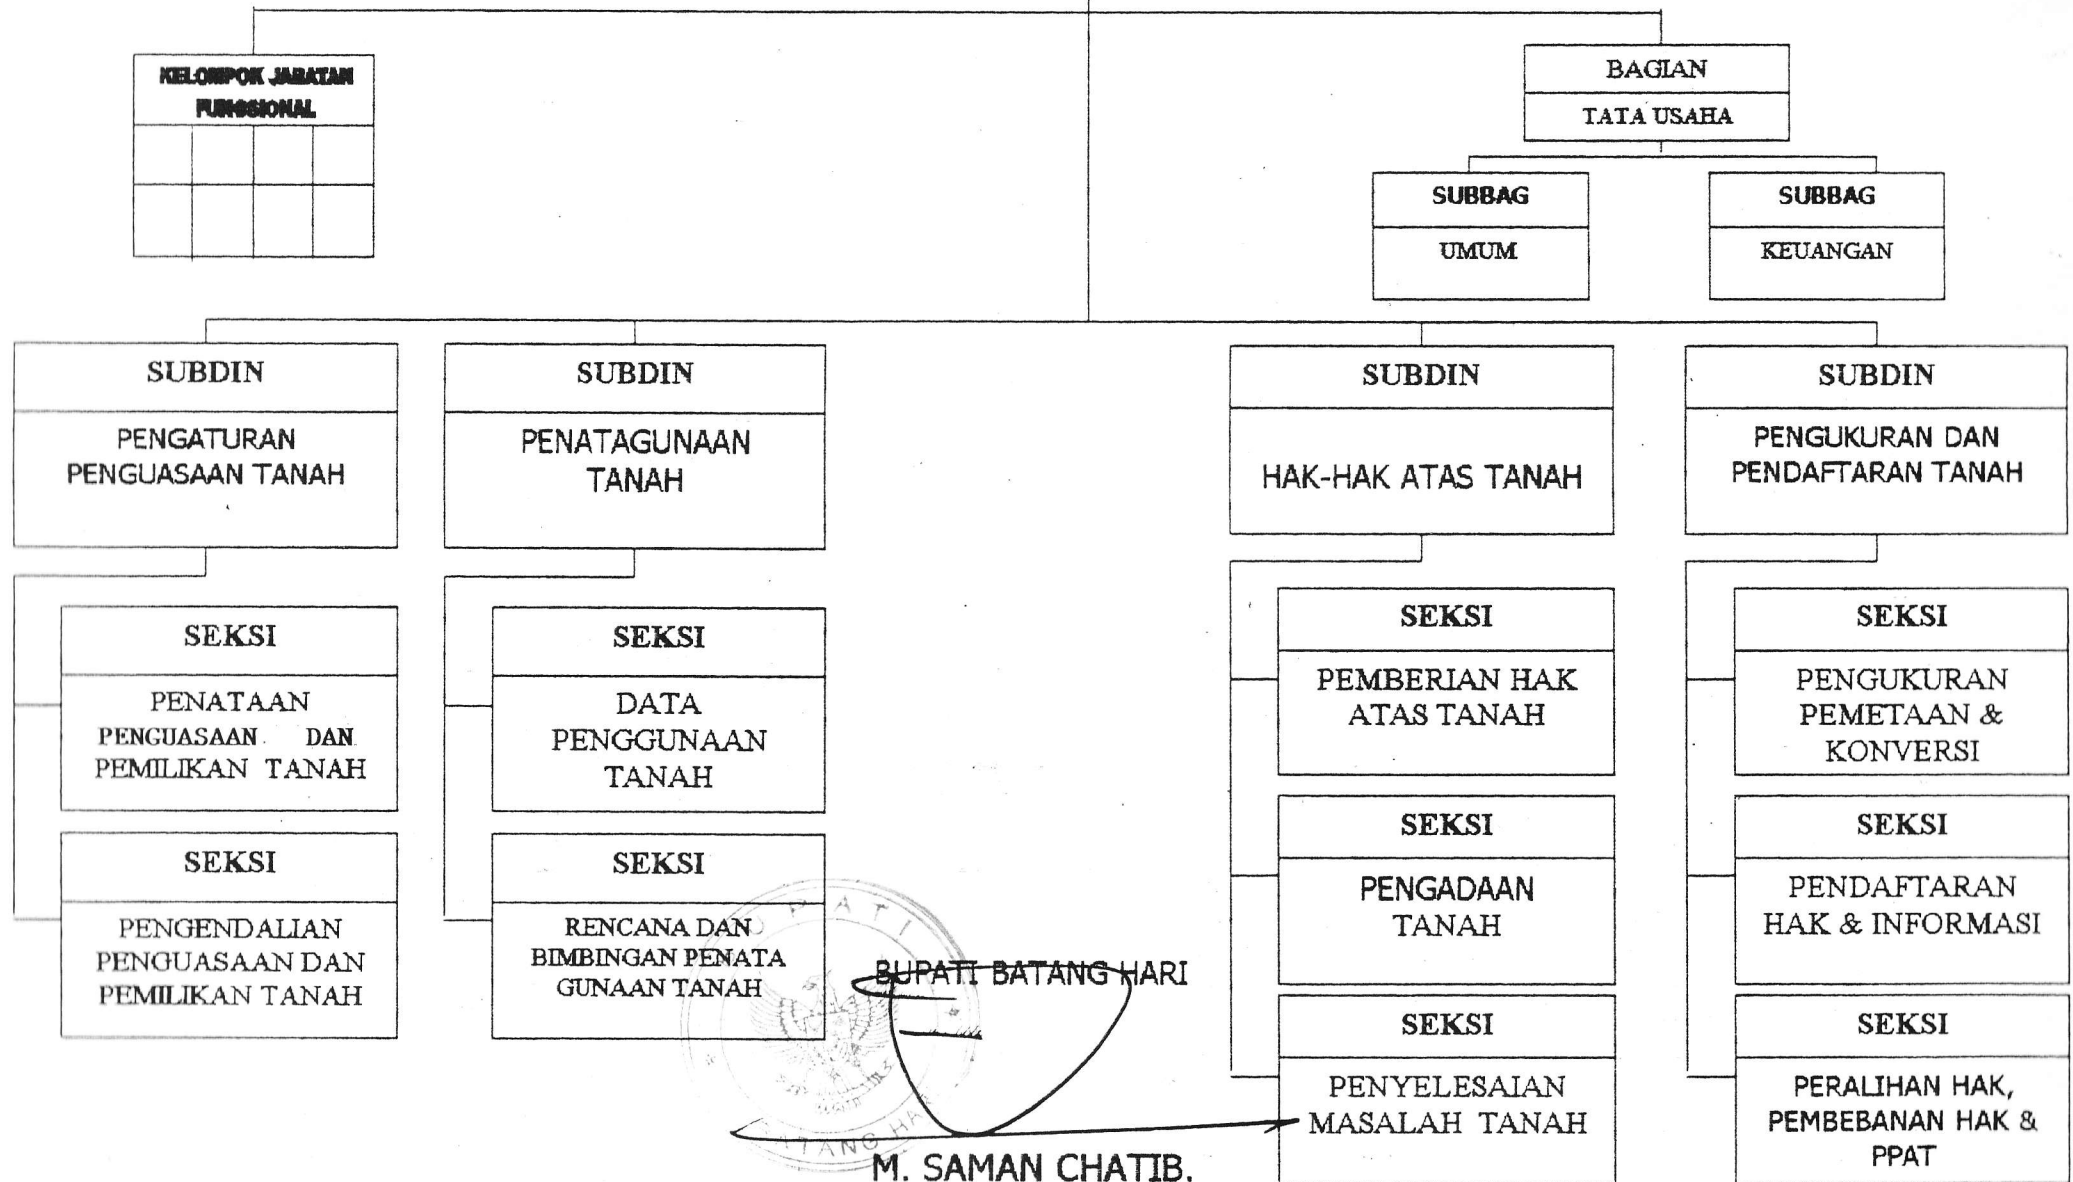 KELOMPOK JABATAN
FUNGSIONAL
BAGIAN
TATA USAHA
SUBBAG
UMUM
SUBBAG
KEUANGAN
SUBDIN
PENGATURAN
PENGUASAAN TANAH
SUBDIN
PENATAGUNAAN
TANAH
SUBDIN
HAK-HAK ATAS TANAH
SUBDIN
PENGUKURAN DAN
PENDAFTARAN TANAH
SEKSI
PENATAAN
PENGUASAAN DAN
PEMILIKAN TANAH
SEKSI
PENGENDALIAN
PENGUASAAN DAN
PEMILIKAN TANAH
SEKSI
DATA
PENGGUNAAN
TANAH
SEKSI
RENCANA DAN
BIMBINGAN PENATA
GUNAAN TANAH
SEKSI
PEMBERIAN HAK
ATAS TANAH
SEKSI
PENGADAAN
TANAH
SEKSI
PENYELESAIAN
MASALAH TANAH
SEKSI
PENGUKURAN
PEMETAAN &
KONVERSI
SEKSI
PENDAFTARAN
HAK & INFORMASI
SEKSI
PERALIHAN HAK,
PEMBEBANAN HAK &
PPAT
BUPATI BATANG HARI
M. SAMAN CHATIB.
BUPATI